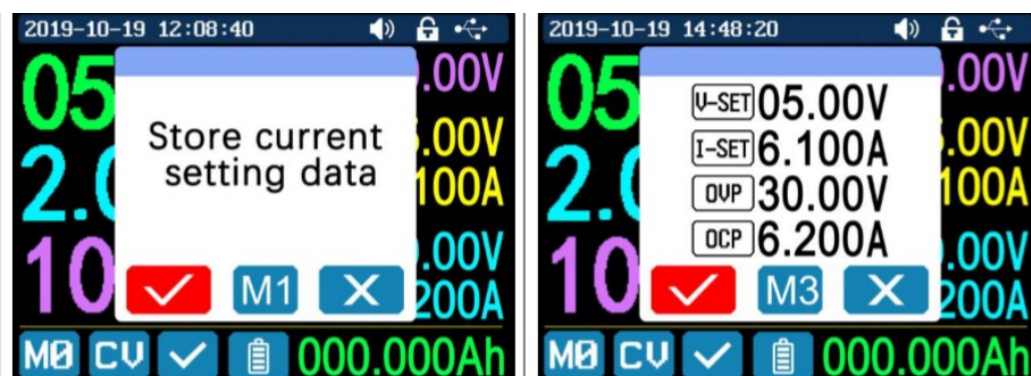 2019-10-19 12:08:40
05
.00V
Store current
setting data
.00V
2.0
100A
.00V
10
M1
200A
MØ CV 000.000Ah
2019-10-19 14:48:20
05
.00V
V-SET 05.00V
I-SET 6.100A
.00V
2.0
OVP 30.00V
100A
OCP 6.200A
.00V
10
M3
200A
MØ CV 000.000Ah